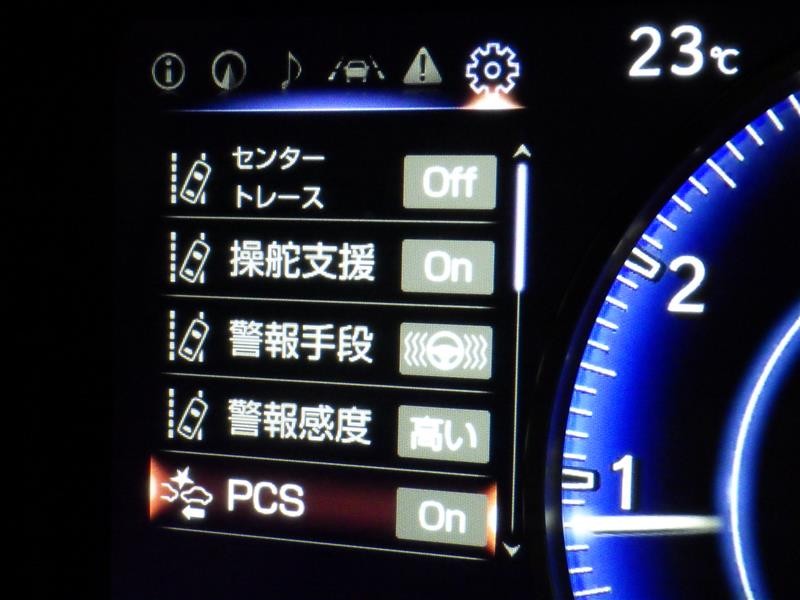 23℃
センター
トレース
Off
操舵支援
On
警報手段
警報感度
高い
PCS
On
2
1